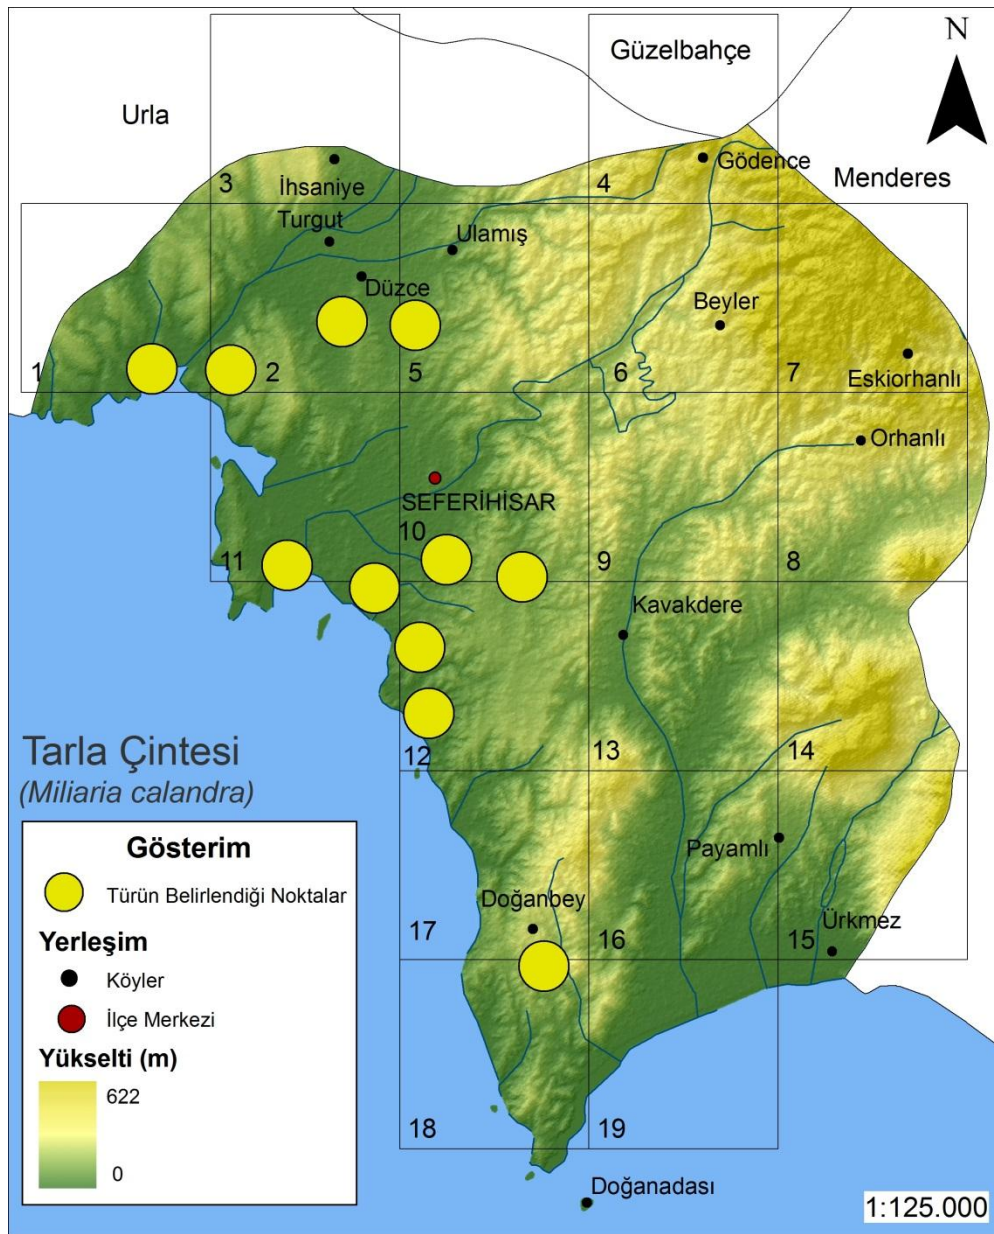 N
Güzelbahçe
Urla
Gödence
Menderes
3
4
İhsaniye
Turgut
Ulamış
Düzce
Beyler
1
2
5
6
7
Eskiorhanlı
Orhanlı
SEFERİHİSAR
10
11
9
8
Kavakdere
Tarla Çintesi
(Miliaria calandra)
12
13
14
Gösterim
Türün Belirlendiği Noktalar
Yerleşim
Köyler
İlçe Merkezi
Yükselti (m)
622
0
Payamlı
Doğanbey
Ürkmez
17
16
15
18
19
Doğanadası
1:125.000